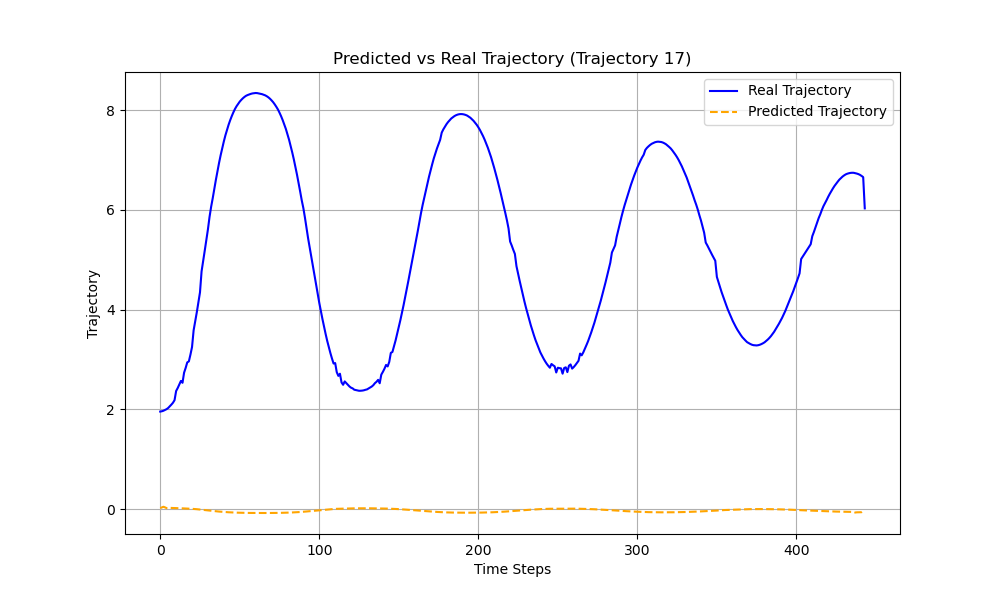 Predicted vs Real Trajectory (Trajectory 17)
Real Trajectory
Predicted Trajectory
8
6
4
2
0
Trajectory
0 100 200 300 400
Time Steps